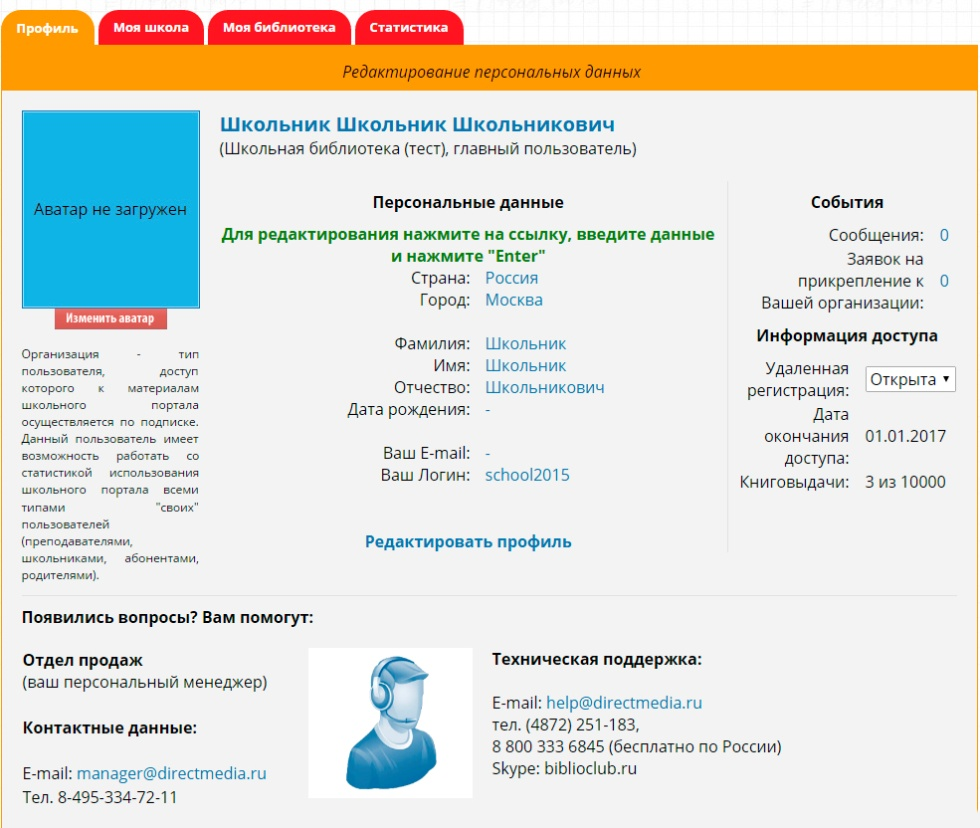 Профиль
Моя школа
Моя библиотека
Статистика
Редактирование персональных данных
Аватар не загружен
Изменить аватар
Организация - тип
пользователя, доступ
которого к материалам
школьного портала
осуществляется по подписке.
Данный пользователь имеет
возможность работать со
статистикой использования
школьного портала всеми
типами "своих"
пользователей
(преподавателями,
школьниками, абонентами,
родителями).
Школьник Школьник Школьникович
(Школьная библиотека (тест), главный пользователь)
Персональные данные
Для редактирования нажмите на ссылку, введите данные
и нажмите "Enter"
Страна: Россия
Город: Москва
Фамилия: Школьник
Имя: Школьник
Отчество: Школьникович
Дата рождения: -
Ваш E-mail: -
Ваш Логин: school2015
Редактировать профиль
События
Сообщения: 0
Заявок на
прикрепление к 0
Вашей организации:
Информация доступа
Удаленная
регистрация: Открыта
Дата
окончания 01.01.2017
доступа:
Книговыдачи: 3 из 10000
Появились вопросы? Вам помогут:
Отдел продаж
(ваш персональный менеджер)
Контактные данные:
E-mail: manager@directmedia.ru
Тел. 8-495-334-72-11
Техническая поддержка:
E-mail: help@directmedia.ru
тел. (4872) 251-183,
8 800 333 6845 (бесплатно по России)
Skype: biblioclub.ru